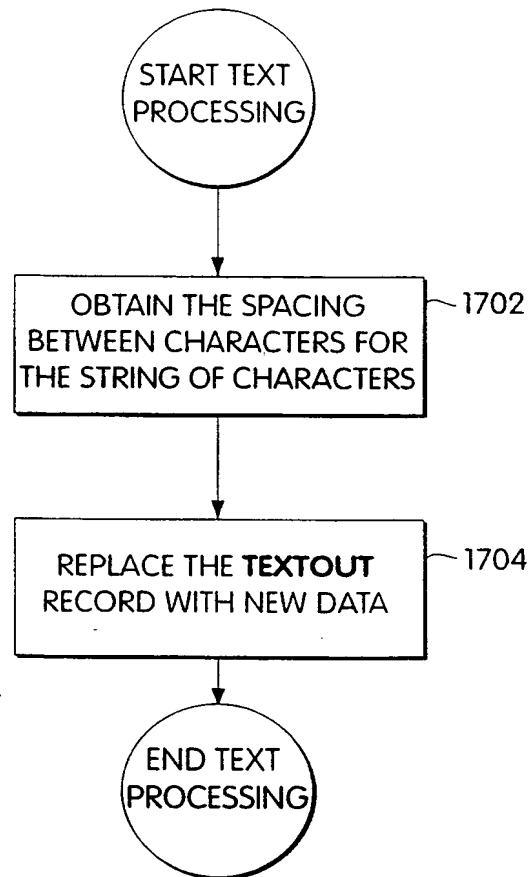 START TEXT
PROCESSING
OBTAIN THE SPACING
BETWEEN CHARACTERS FOR
THE STRING OF CHARACTERS
1702
REPLACE THE TEXTOUT
RECORD WITH NEW DATA
1704
END TEXT
PROCESSING